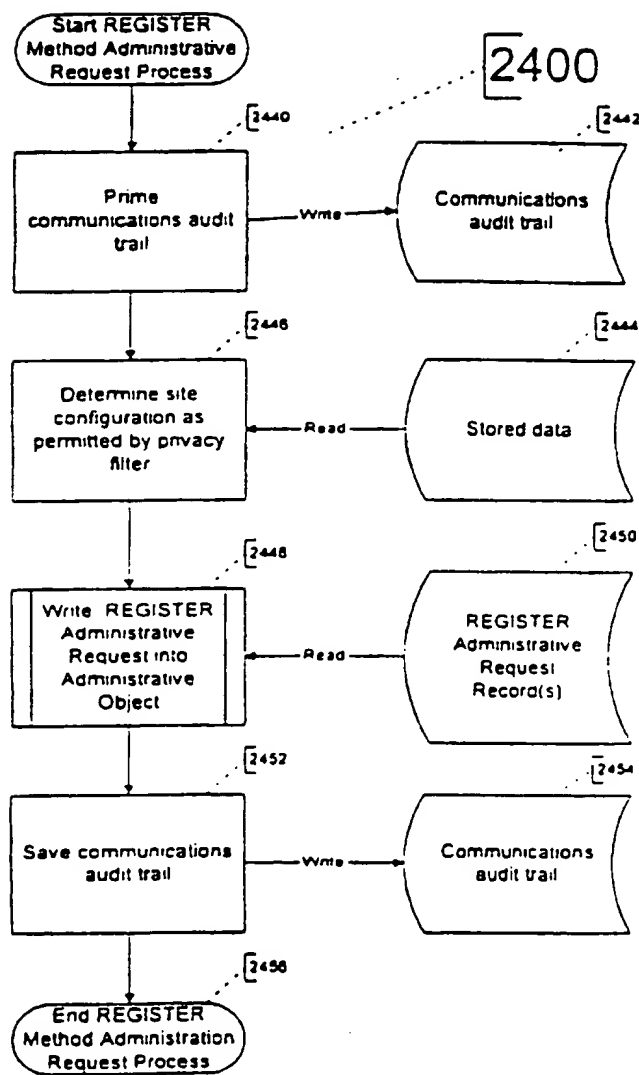 Start REGISTER
Method Administrative
Request Process
2400
2440
2442
Prime
communications audit
trail
Write
Communications
audit trail
2446
2444
Determine site
configuration as
permitted by privacy
filter
Read
Stored data
2448
2450
Write REGISTER
Administrative
Request into
Administrative
Object
Read
REGISTER
Administrative
Request
Record(s)
2452
2454
Save communications
audit trail
Write
Communications
audit trail
2456
End REGISTER
Method Administration
Request Process